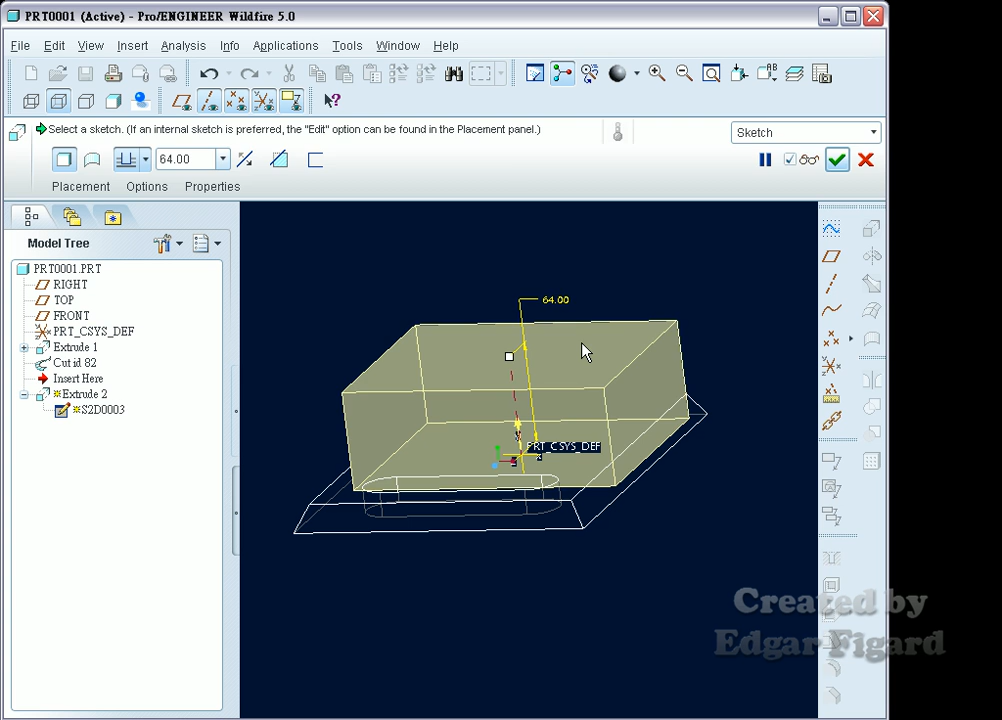 PRT0001 (Active) - Pro/ENGINEER Wildfire 5.0
File Edit View Insert Analysis Info Applications Tools Window Help
Select a sketch. (If an internal sketch is preferred, the "Edit" option can be found in the Placement panel.)
Sketch
64.00
Placement Options Properties
Model Tree
PRT0001.PRT
RIGHT
TOP
FRONT
PRT_CSYS_DEF
Extrude 1
Cut id 82
Insert Here
Extrude 2
S2D0003
64.00
PRT_CSYS_DEF
Created by
Edgar Figard